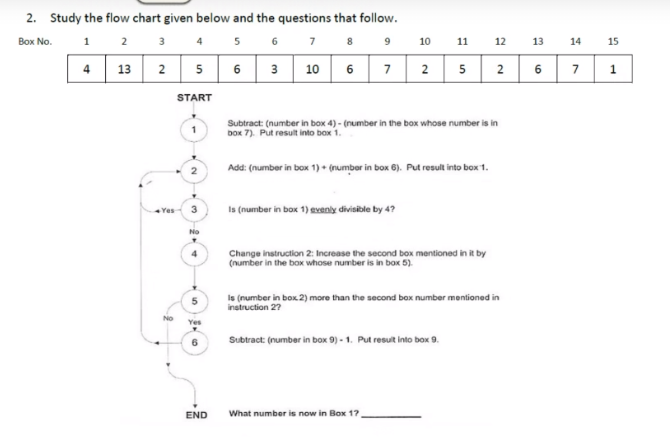 2. Study the flow chart given below and the questions that follow.
Box No. 1 2 3 4 5 6 7 8 9 10 11 12 13 14 15
4 13 2 5 6 3 10 6 7 2 5 2 6 7 1
START
1 Subtract: (number in box 4) - (number in the box whose number is in
box 7). Put result into box 1.
2 Add: (number in box 1) + (number in box 6). Put result into box 1.
Yes 3 Is (number in box 1) evenly divisible by 4?
No
4 Change instruction 2: Increase the second box mentioned in it by
(number in the box whose number is in box 5).
5 Is (number in box 2) more than the second box number mentioned in
instruction 2?
No Yes
6 Subtract: (number in box 9) - 1. Put result into box 9.
END What number is now in Box 1?